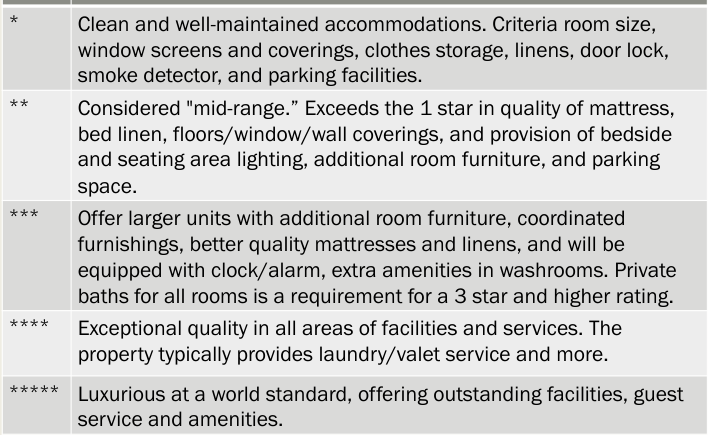 *
Clean and well-maintained accommodations. Criteria room size,
window screens and coverings, clothes storage, linens, door lock,
smoke detector, and parking facilities.
**
Considered "mid-range.” Exceeds the 1 star in quality of mattress,
bed linen, floors/window/wall coverings, and provision of bedside
and seating area lighting, additional room furniture, and parking
space.
***
Offer larger units with additional room furniture, coordinated
furnishings, better quality mattresses and linens, and will be
equipped with clock/alarm, extra amenities in washrooms. Private
baths for all rooms is a requirement for a 3 star and higher rating.
****
Exceptional quality in all areas of facilities and services. The
property typically provides laundry/valet service and more.
*****
Luxurious at a world standard, offering outstanding facilities, guest
service and amenities.